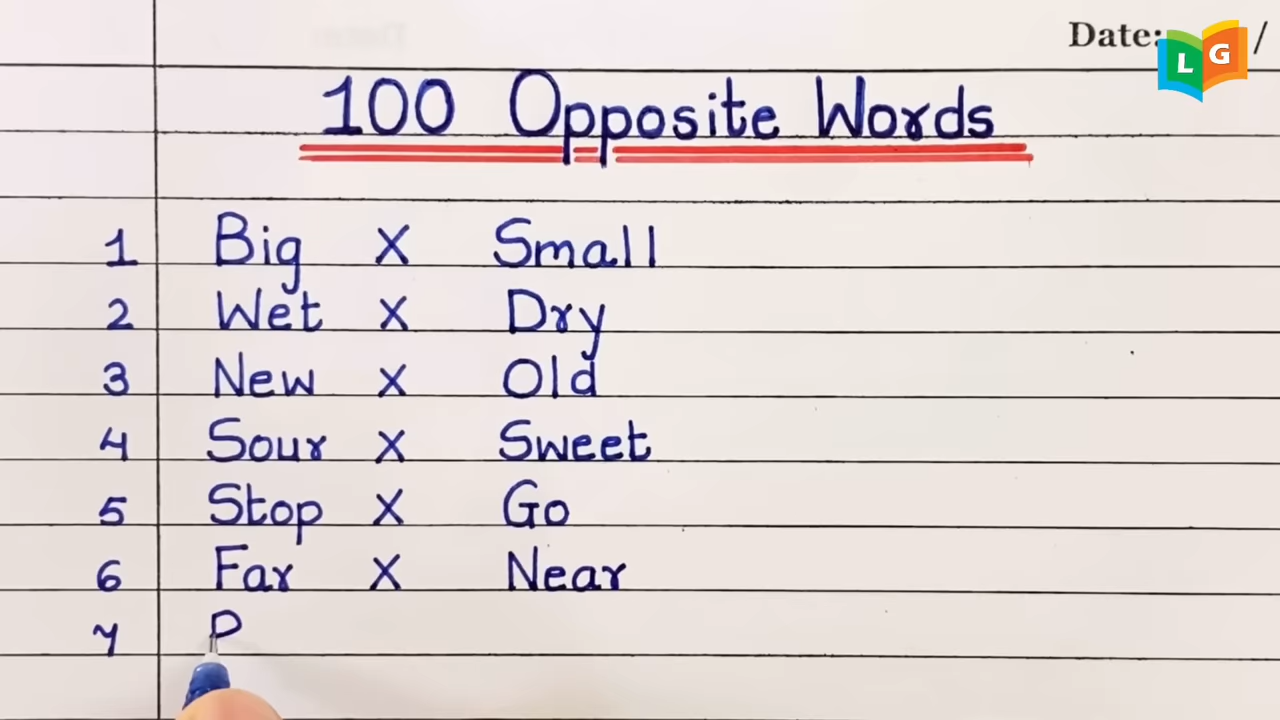 Date: /
L G
100 Opposite Words
1 Big X Small
2 Wet X Dry
3 New X Old
4 Sour X Sweet
5 Stop X Go
6 Far X Near
7 P